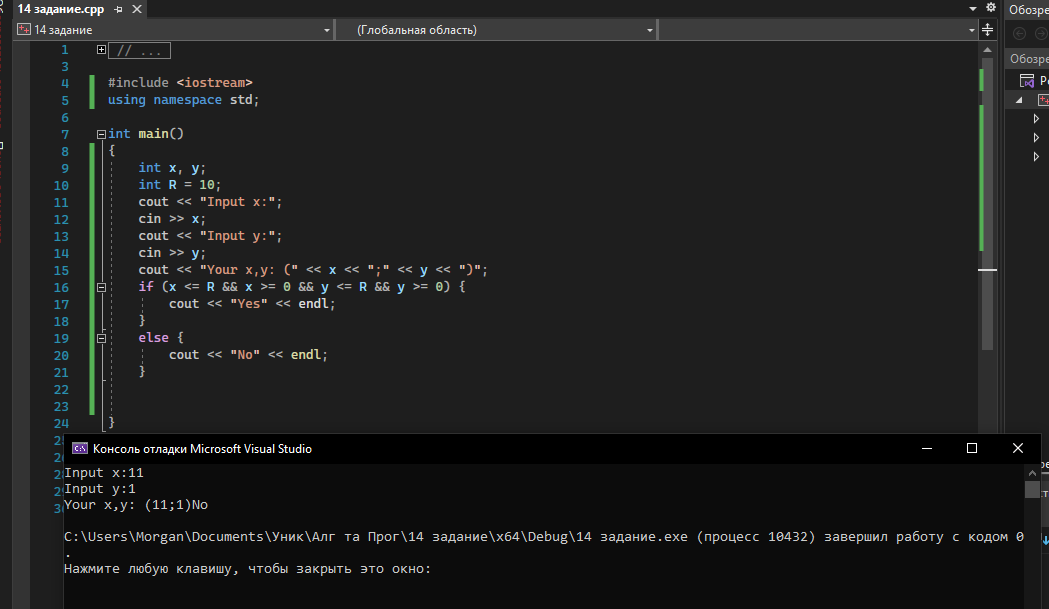 14 задание.cpp
Обозре
14 задание
(Глобальная область)
Обозре
1 // ...
3
4 #include <iostream>
5 using namespace std;
6
7 int main()
8 {
9 int x, y;
10 int R = 10;
11 cout << "Input x:";
12 cin >> x;
13 cout << "Input y:";
14 cin >> y;
15 cout << "Your x,y: (" << x << ";" << y << ")";
16 if (x <= R && x >= 0 && y <= R && y >= 0) {
17 cout << "Yes" << endl;
18 }
19 else {
20 cout << "No" << endl;
21 }
22
23
24 }
Консоль отладки Microsoft Visual Studio
Input x:11
Input y:1
Your x,y: (11;1)No
C:\Users\Morgan\Documents\Уник\Алг та Прог\14 задание\x64\Debug\14 задание.exe (процесс 10432) завершил работу с кодом 0
.
Нажмите любую клавишу, чтобы закрыть это окно: